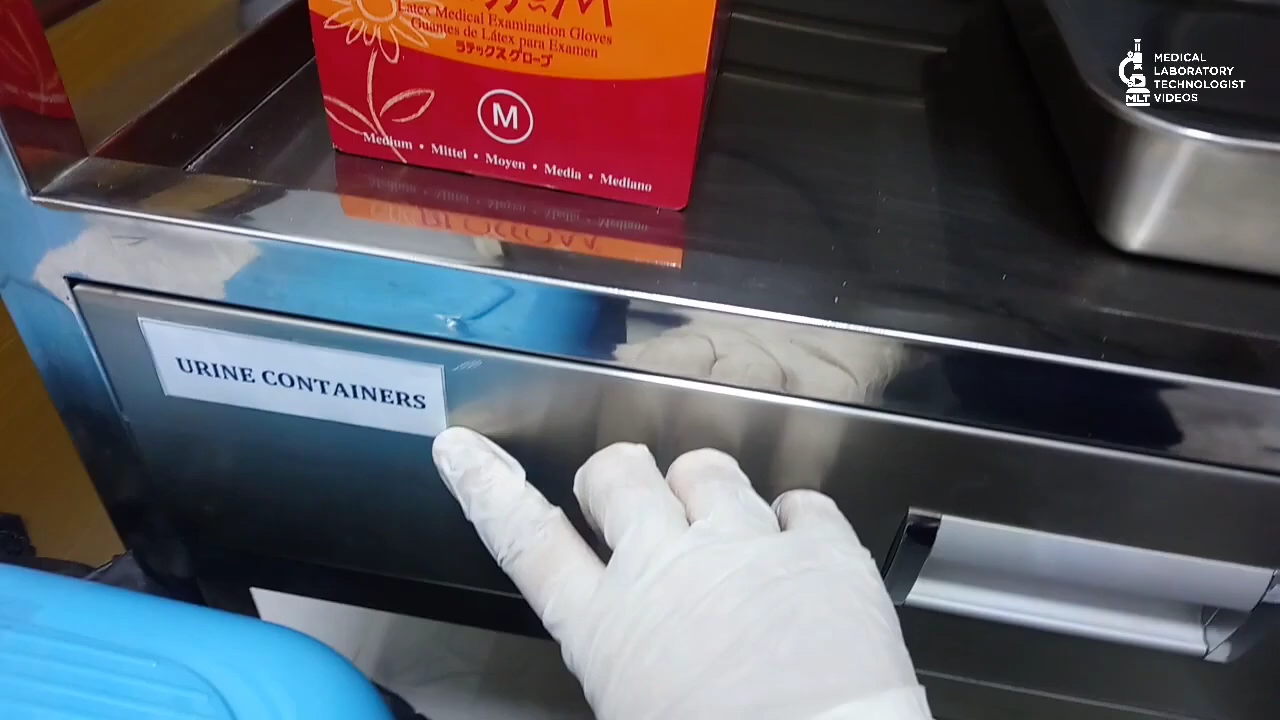 Latex Medical Examination Gloves
Guantes de Látex para Examen
ラテックスグローブ
M
Medium • Mittel • Moyen • Media • Mediano
URINE CONTAINERS
MEDICAL
LABORATORY
TECHNOLOGIST
MLT VIDEOS